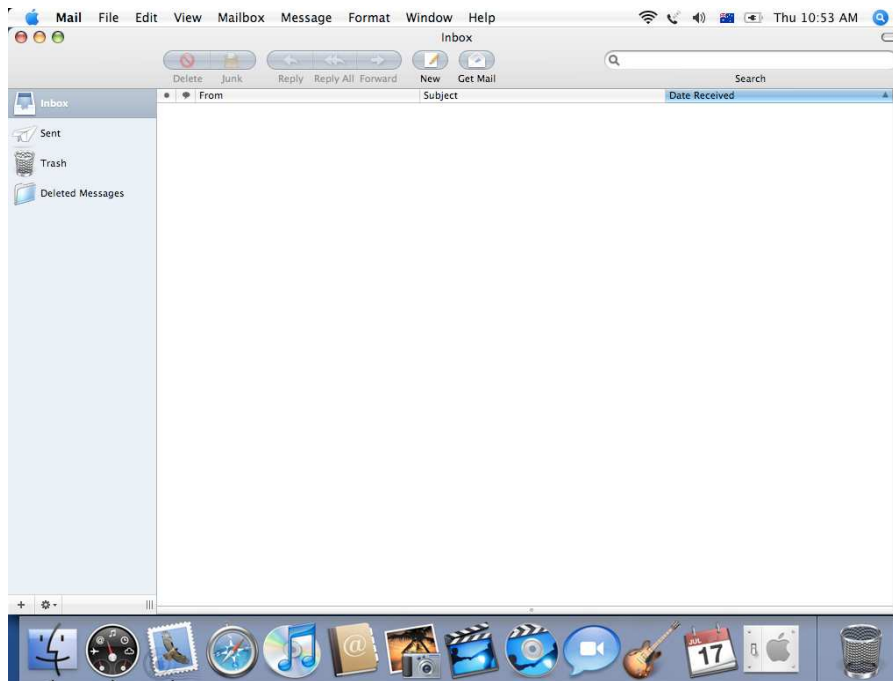 Mail File Edit View Mailbox Message Format Window Help Thu 10:53 AM
Inbox
Delete Junk Reply Reply All Forward New Get Mail Search
Inbox
From Subject Date Received
Sent
Trash
Deleted Messages
@
JUL
17